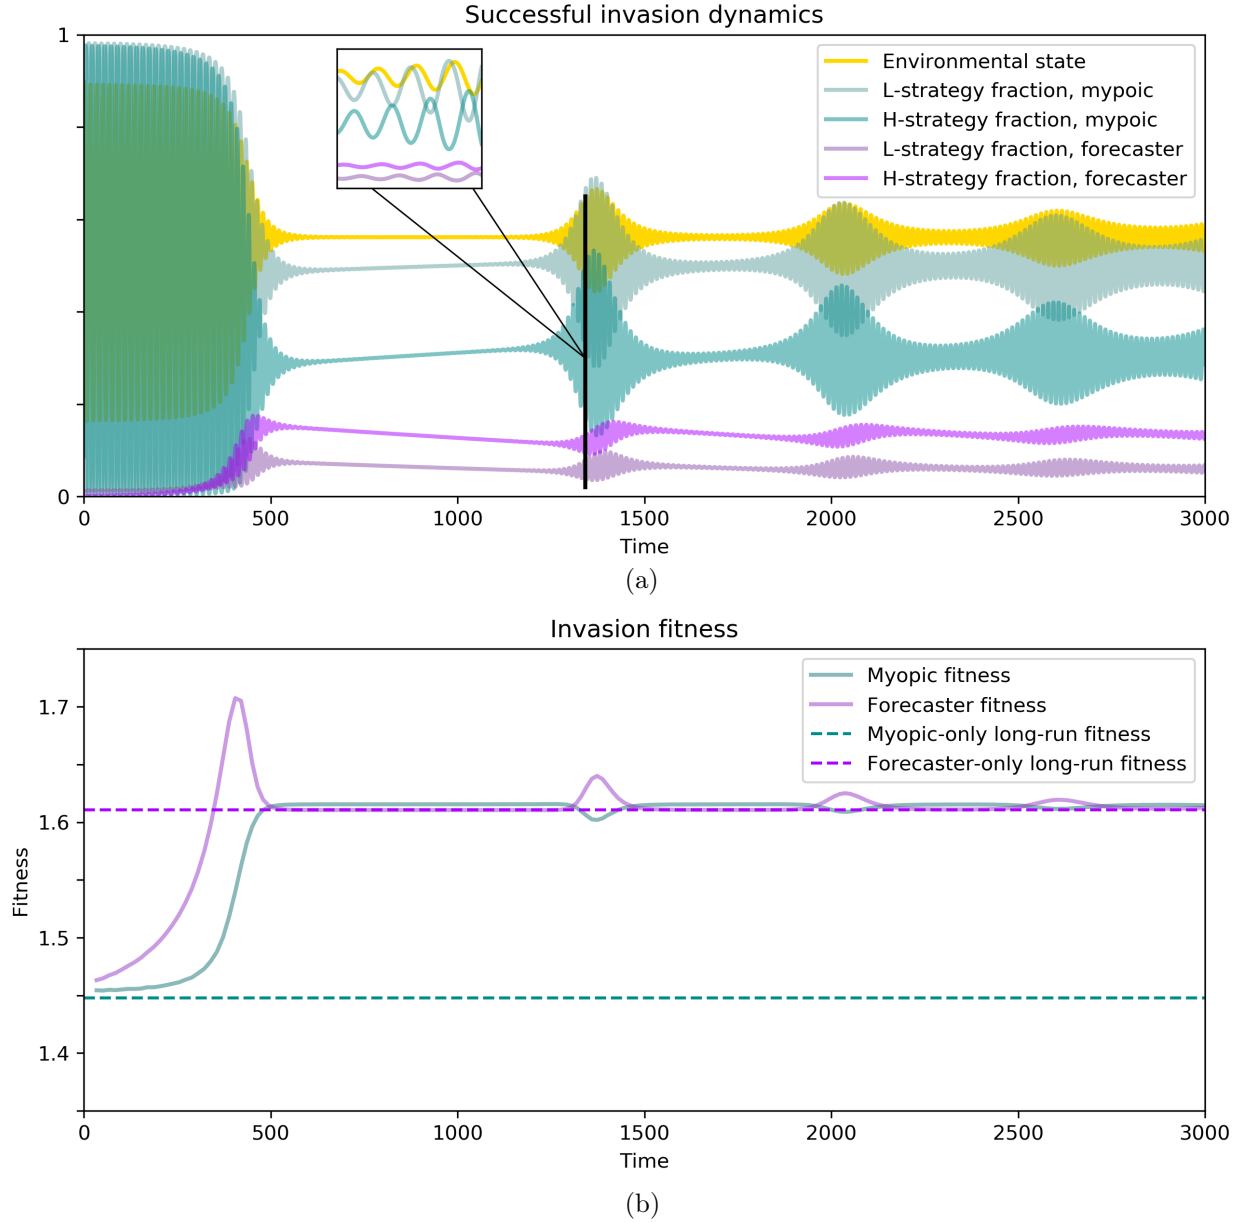 Successful invasion dynamics
1
0
Environmental state
L-strategy fraction, mypoic
H-strategy fraction, mypoic
L-strategy fraction, forecaster
H-strategy fraction, forecaster
0 500 1000 1500 2000 2500 3000
Time
(a)
Invasion fitness
Fitness
1.7
1.6
1.5
1.4
Myopic fitness
Forecaster fitness
Myopic-only long-run fitness
Forecaster-only long-run fitness
0 500 1000 1500 2000 2500 3000
Time
(b)